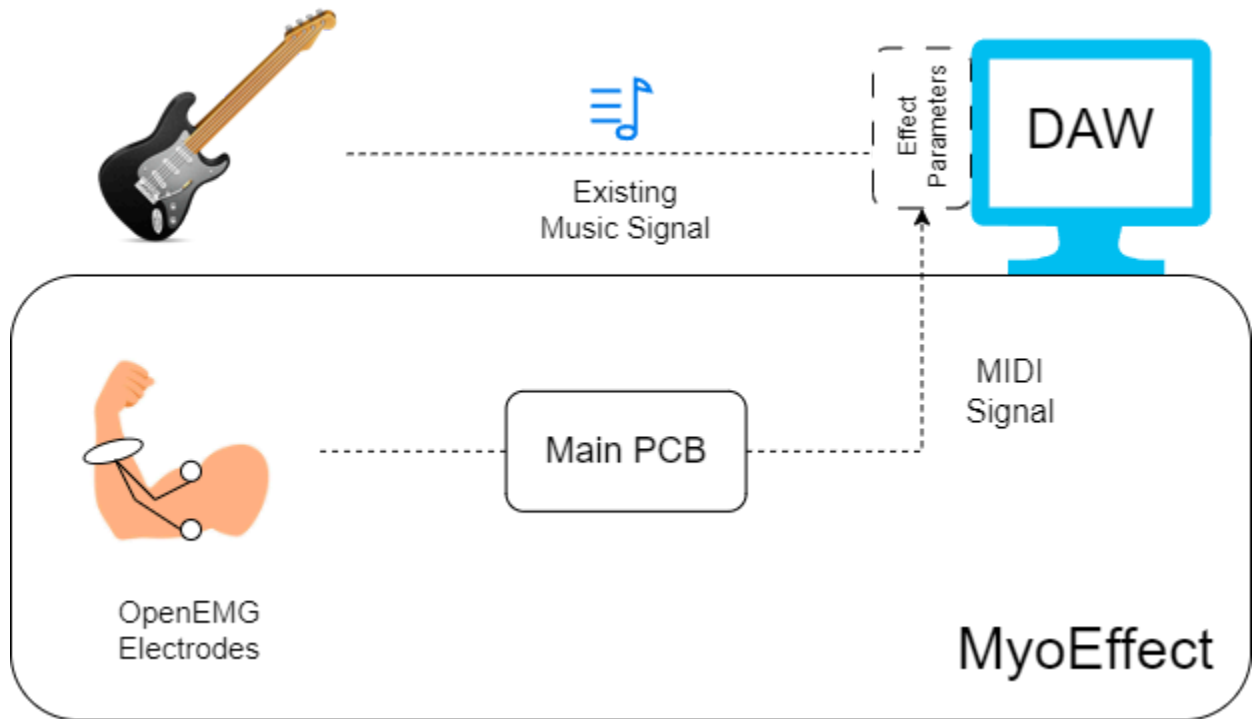 Existing
Music Signal
Effect
Parameters
DAW
MIDI
Signal
Main PCB
OpenEMG
Electrodes
MyoEffect